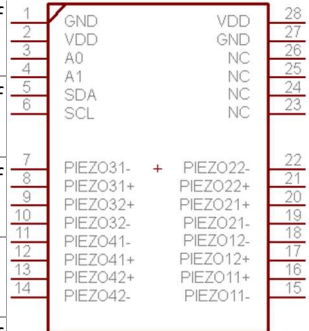 1 GND VDD 28
2 VDD GND 27
3 A0 NC 26
4 A1 NC 25
5 SDA NC 24
6 SCL NC 23
7 PIEZO31- PIEZO22- 22
8 PIEZO31+ PIEZO22+ 21
9 PIEZO32+ PIEZO21+ 20
10 PIEZO32- PIEZO21- 19
11 PIEZO41- PIEZO12- 18
12 PIEZO41+ PIEZO12+ 17
13 PIEZO42+ PIEZO11+ 16
14 PIEZO42- PIEZO11- 15